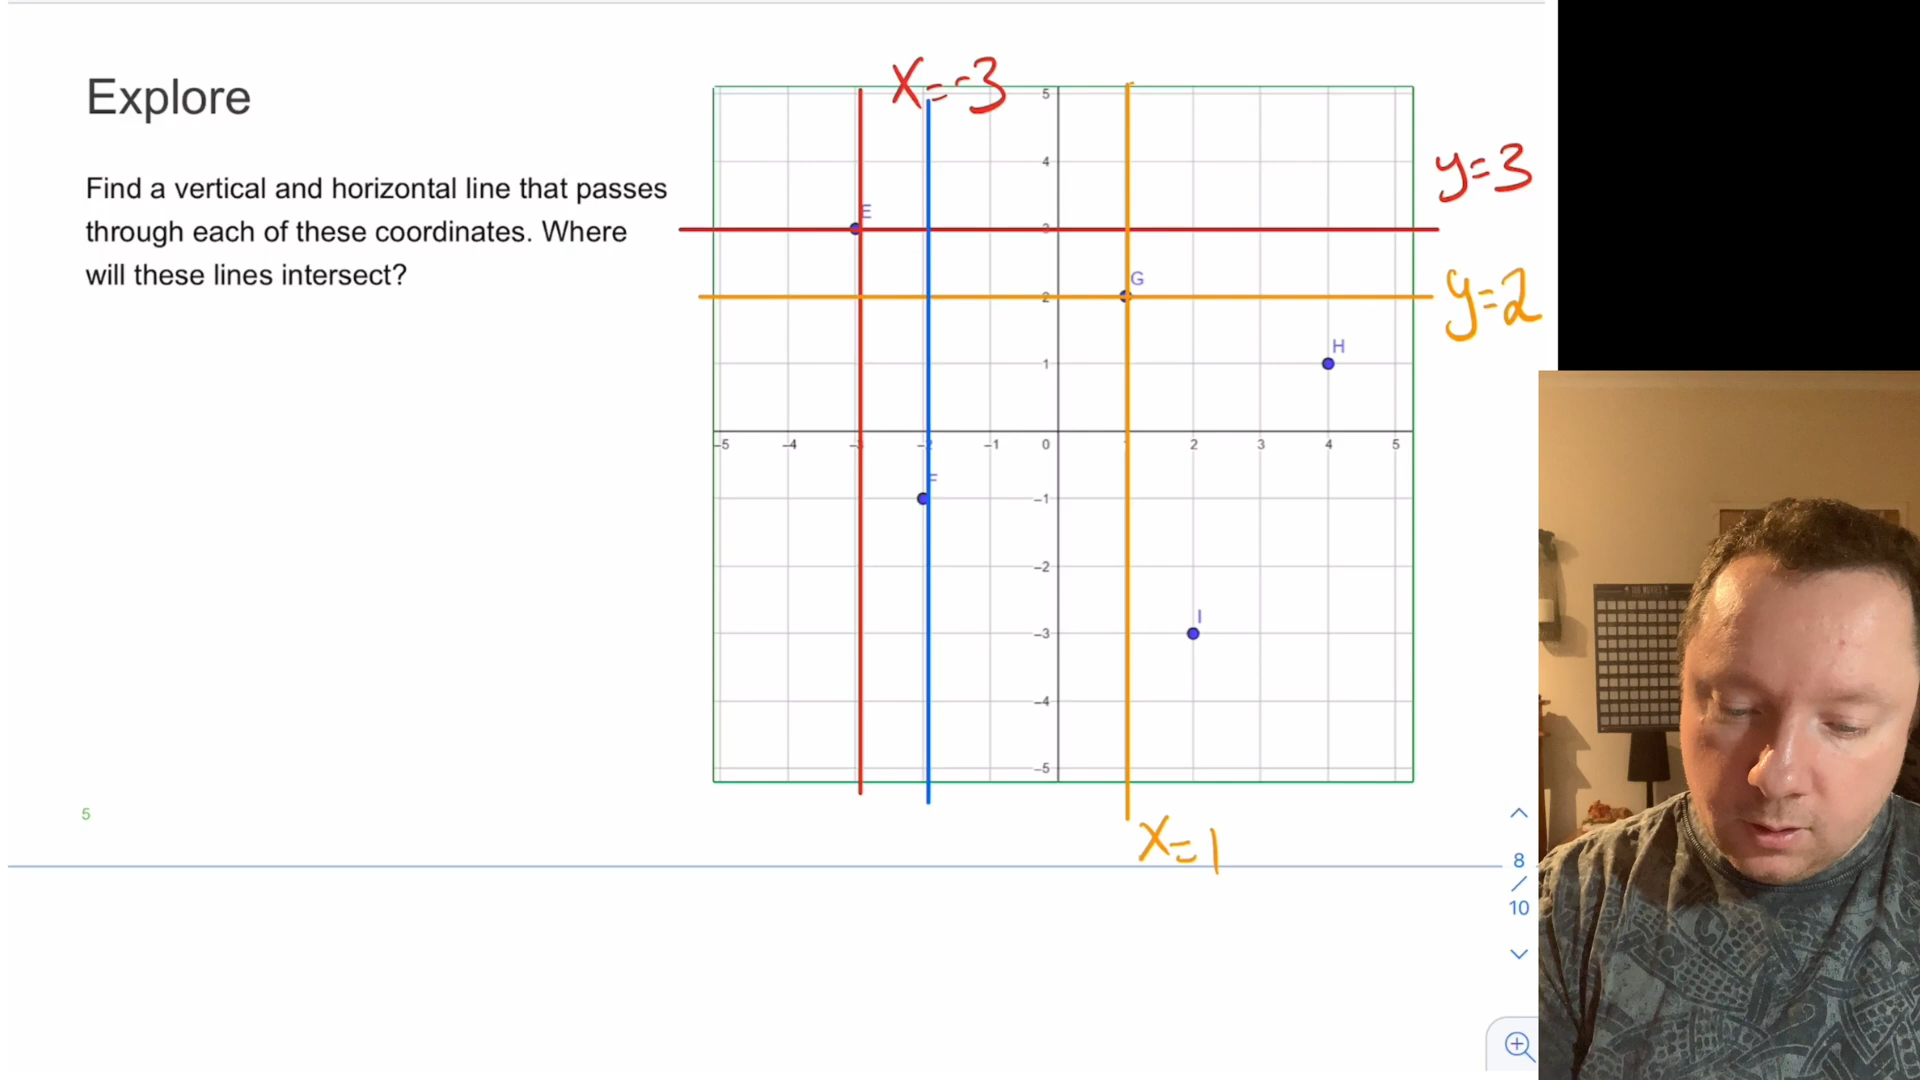 Explore
Find a vertical and horizontal line that passes
through each of these coordinates. Where
will these lines intersect?
x=-3
y=3
y=2
x=1
E
G
H
F
I
5
4
3
2
1
-5 -4 -3 -2 -1 0 2 3 4 5
-1
-2
-3
-4
-5
5
8
/
10